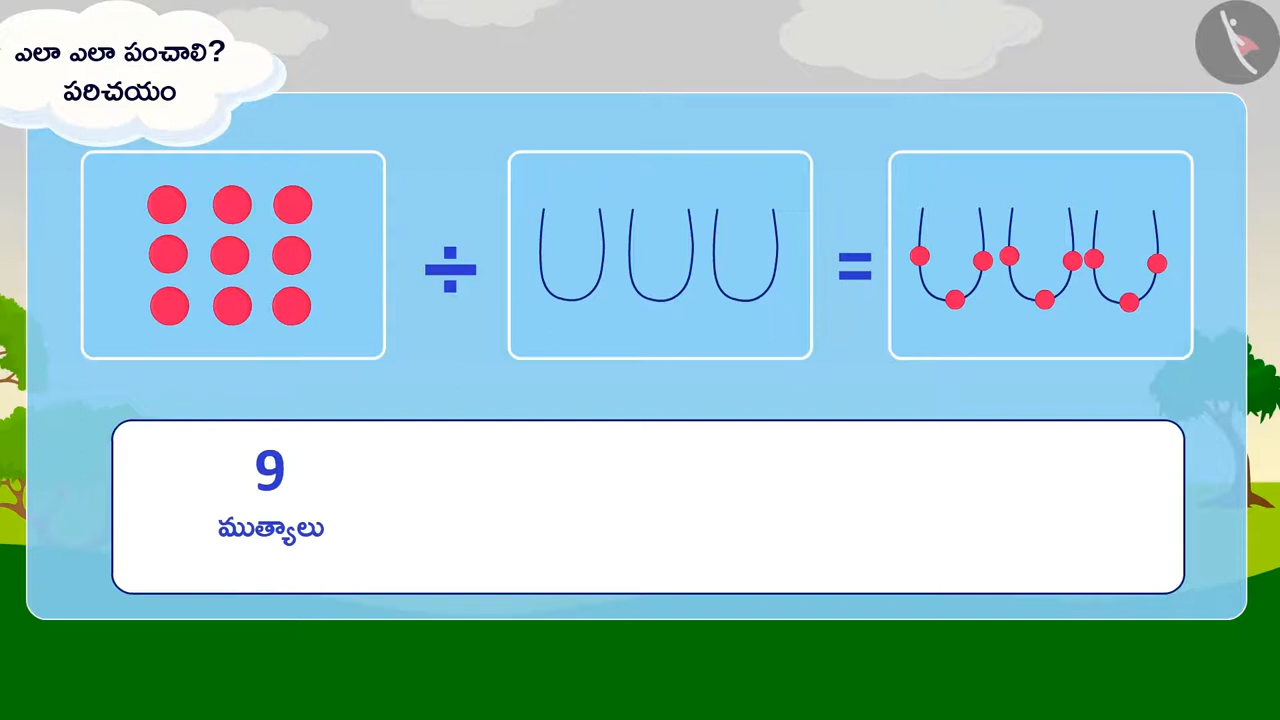 ఎలా ఎలా పంచాలి?
పరిచయం
÷ =
9
ముత్యాలు